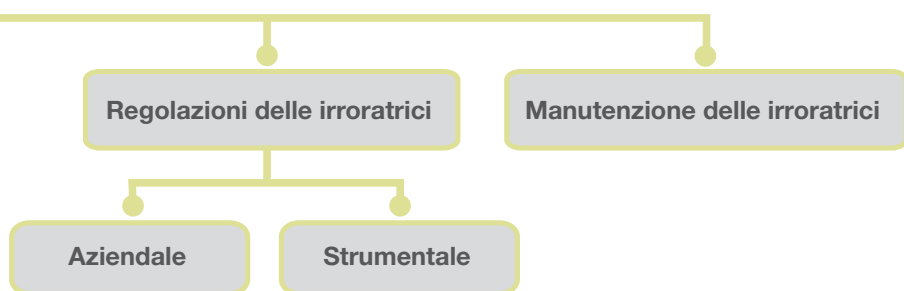 Regolazioni delle irroratrici
Manutenzione delle irroratrici
Aziendale
Strumentale